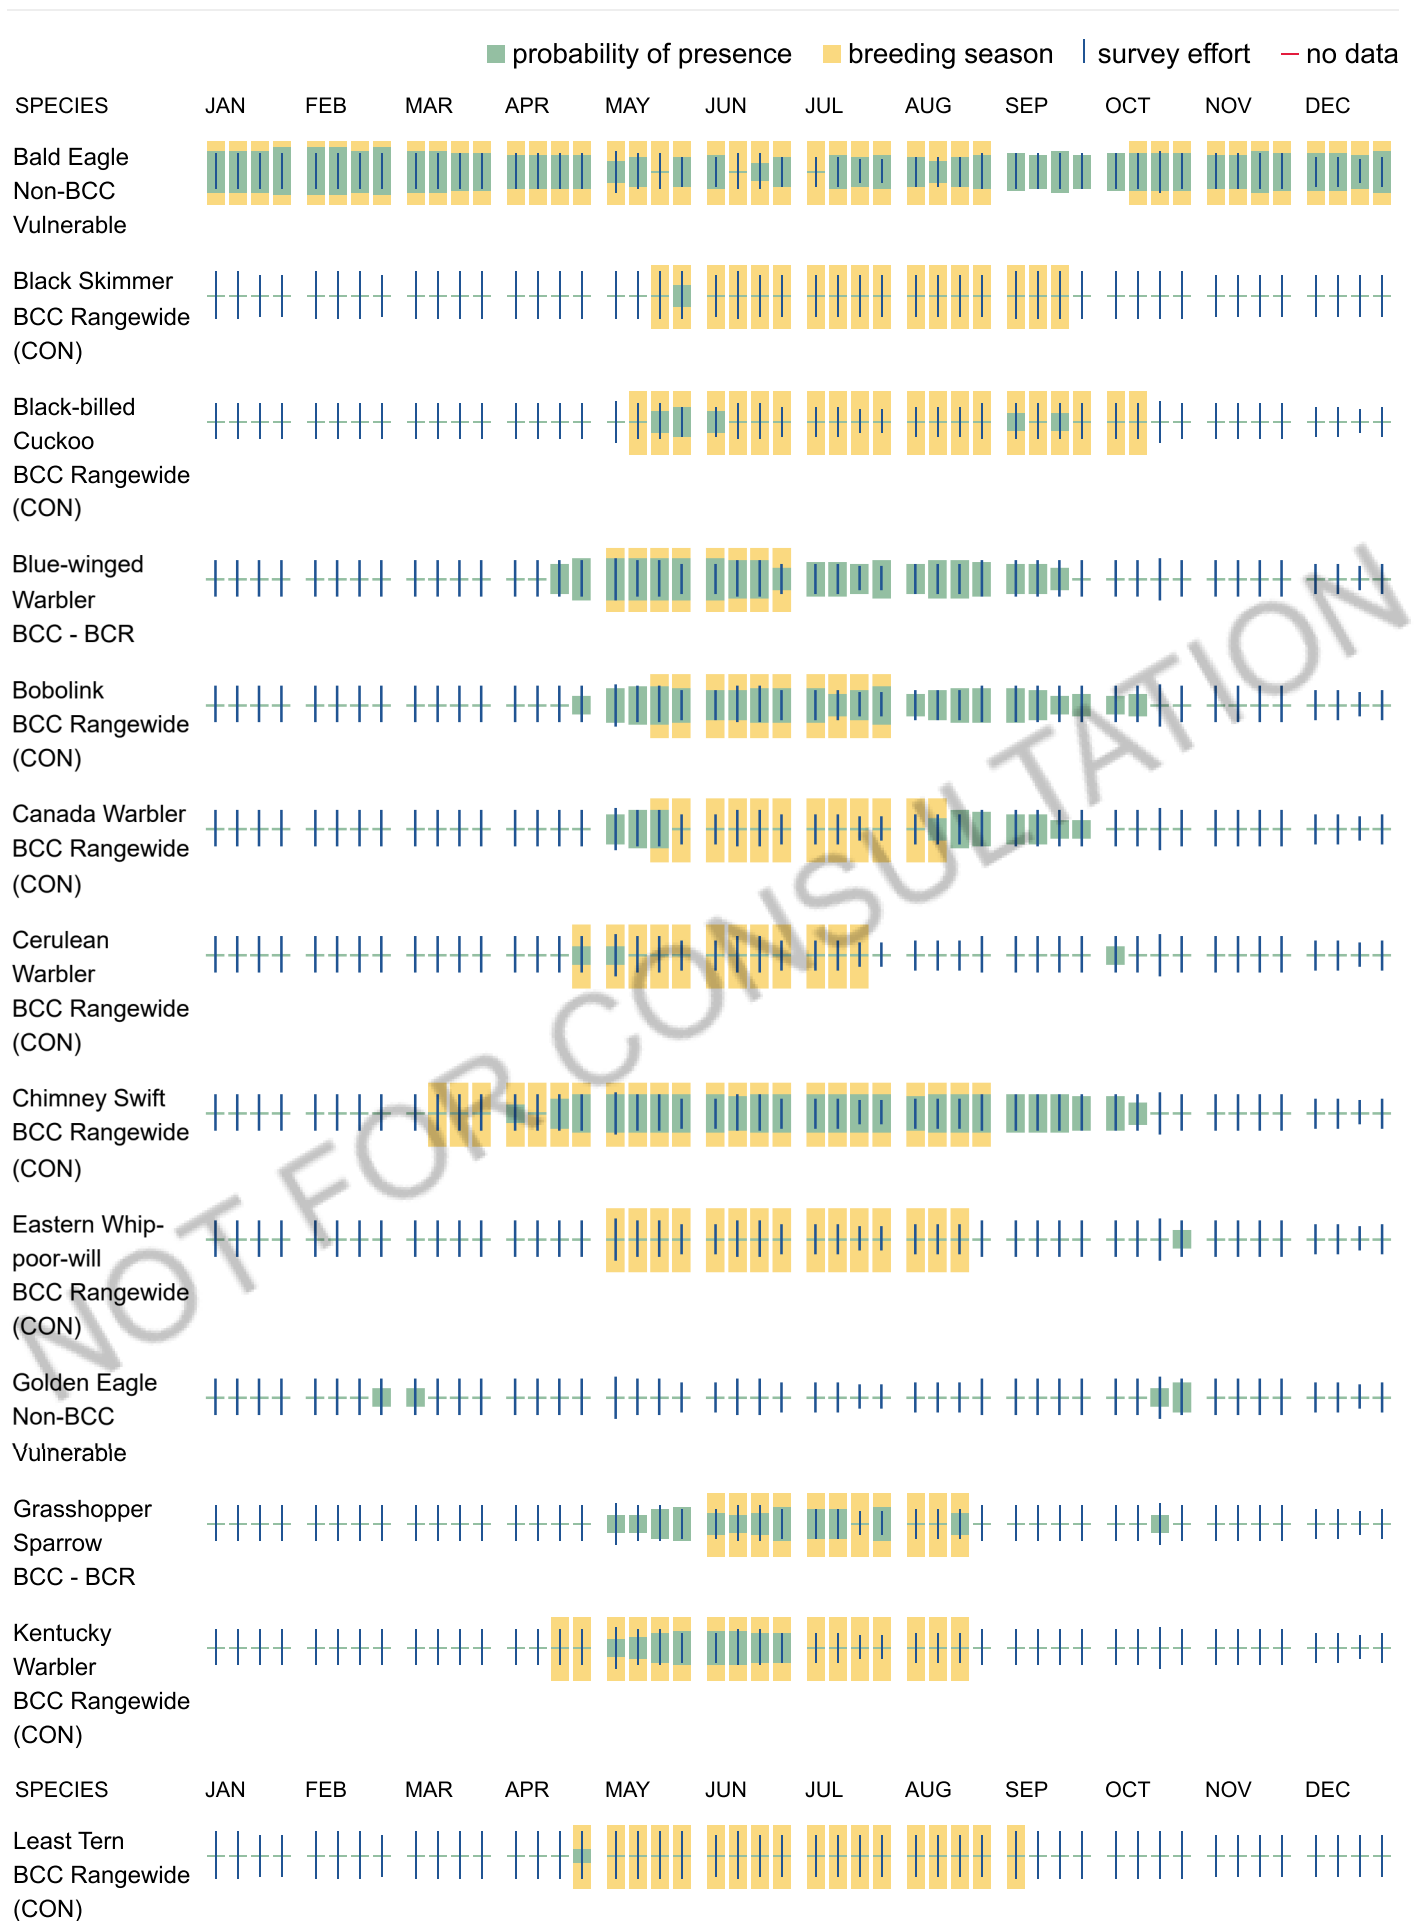 probability of presence breeding season survey effort no data
SPECIES JAN FEB MAR APR MAY JUN JUL AUG SEP OCT NOV DEC
Bald Eagle
Non-BCC
Vulnerable
Black Skimmer
BCC Rangewide
(CON)
Black-billed
Cuckoo
BCC Rangewide
(CON)
Blue-winged
Warbler
BCC - BCR
Bobolink
BCC Rangewide
(CON)
Canada Warbler
BCC Rangewide
(CON)
Cerulean
Warbler
BCC Rangewide
(CON)
Chimney Swift
BCC Rangewide
(CON)
Eastern Whip-
poor-will
BCC Rangewide
(CON)
Golden Eagle
Non-BCC
Vulnerable
Grasshopper
Sparrow
BCC - BCR
Kentucky
Warbler
BCC Rangewide
(CON)
SPECIES JAN FEB MAR APR MAY JUN JUL AUG SEP OCT NOV DEC
Least Tern
BCC Rangewide
(CON)
NOT FOR CONSULTATION